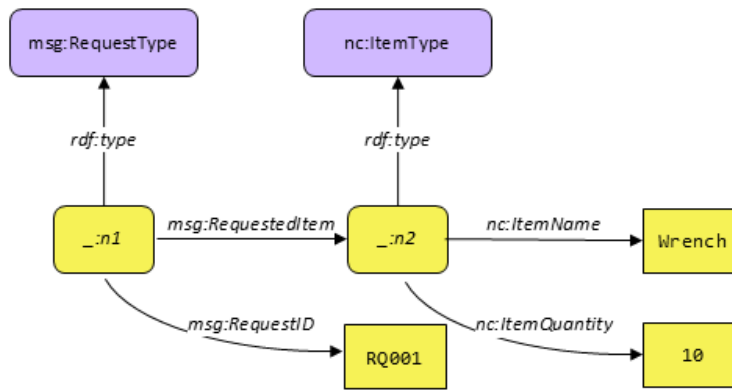 msg:RequestType
nc:ItemType
rdf:type
rdf:type
_:n1
msg:RequestedItem
_:n2
nc:ItemName
Wrench
msg:RequestID
RQ001
nc:ItemQuantity
10